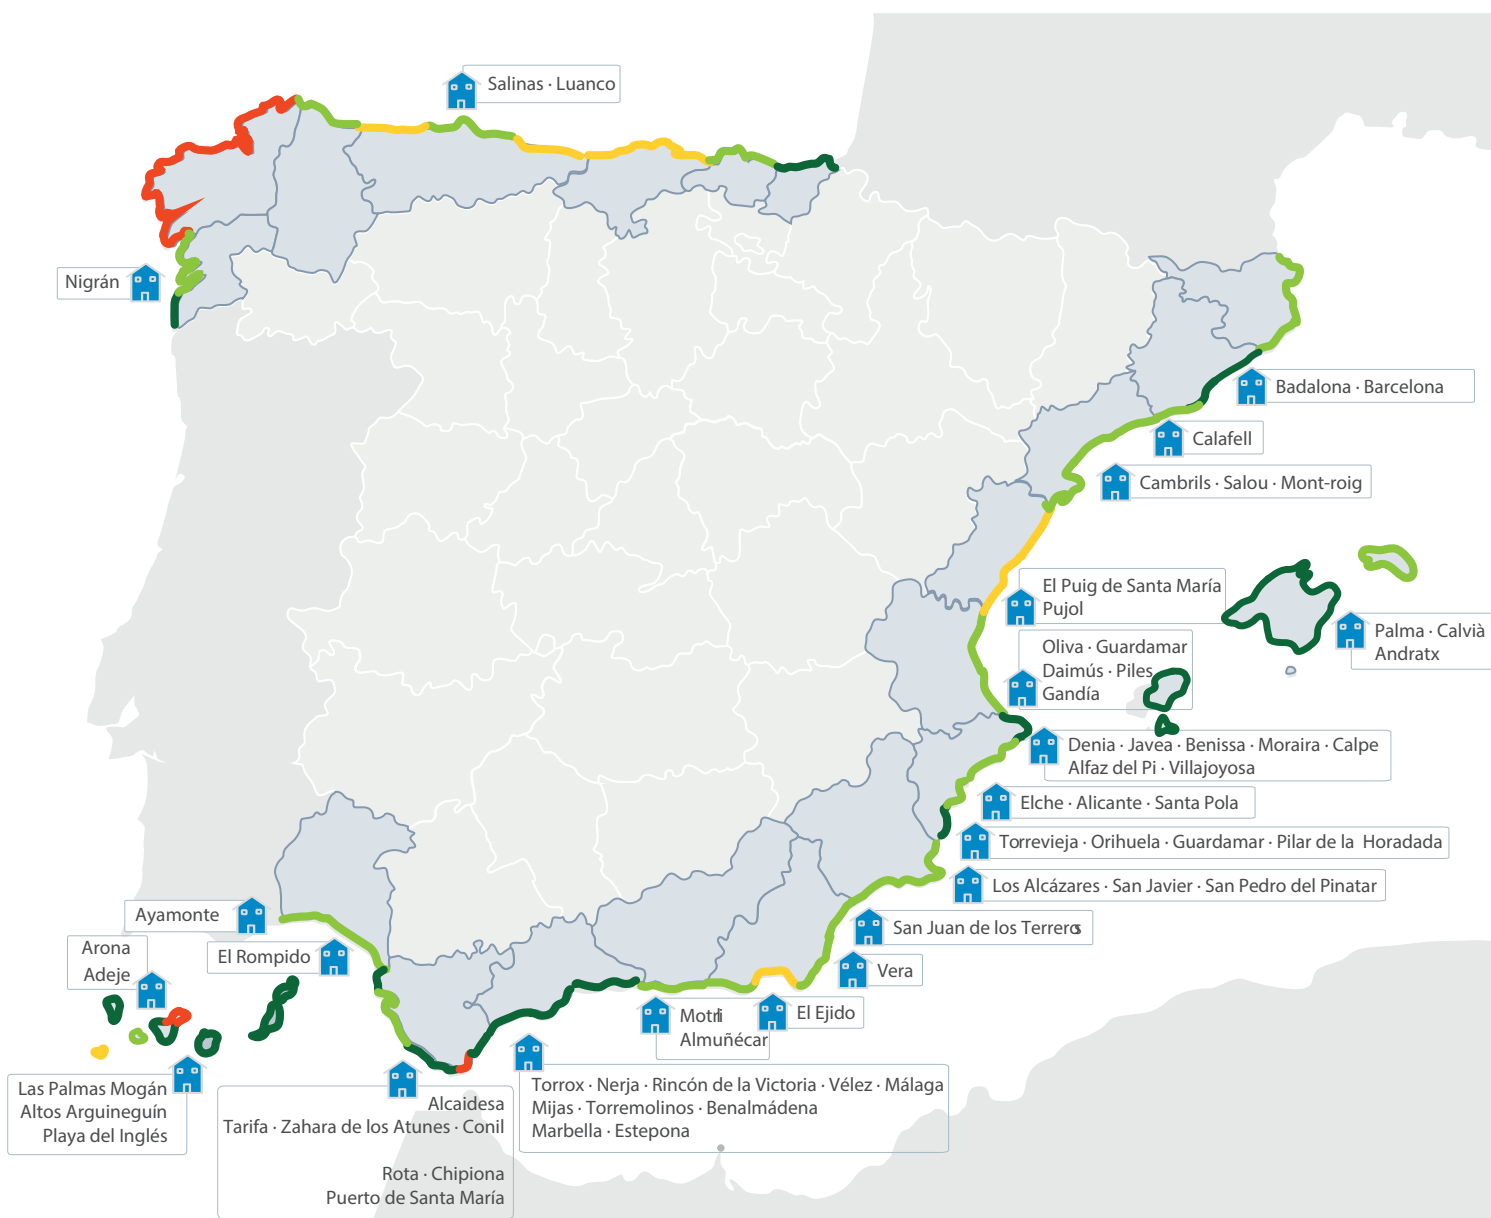 Salinas · Luanco
Nigrán
Badalona · Barcelona
Calafell
Cambrils · Salou · Mont-roig
El Puig de Santa María
Pujol
Palma · Calvià
Andratx
Oliva · Guardamar
Daimús · Piles
Gandía
Denia · Javea · Benissa · Moraira · Calpe
Alfaz del Pi · Villajoyosa
Elche · Alicante · Santa Pola
Torrevieja · Orihuela · Guardamar · Pilar de la Horadada
Los Alcázares · San Javier · San Pedro del Pinatar
Ayamonte
San Juan de los Terreros
Arona
Adeje
El Rompido
Vera
Motril
Almuñécar
El Ejido
Las Palmas Mogán
Altos Arguineguín
Playa del Inglés
Alcaidesa
Tarifa · Zahara de los Atunes · Conil
Rota · Chipiona
Puerto de Santa María
Torrox · Nerja · Rincón de la Victoria · Vélez · Málaga
Mijas · Torremolinos · Benalmádena
Marbella · Estepona